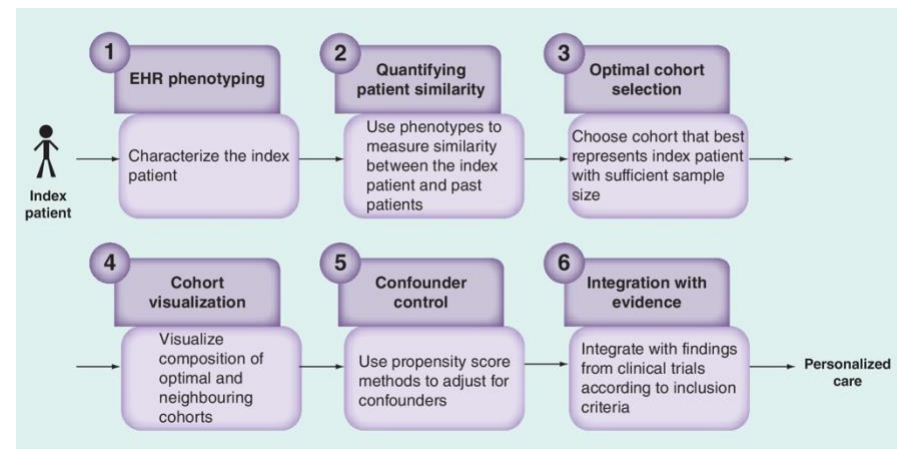 1
EHR phenotyping
Characterize the index
patient
2
Quantifying
patient similarity
Use phenotypes to
measure similarity
between the index
patient and past
patients
3
Optimal cohort
selection
Choose cohort that best
represents index patient
with sufficient sample
size
Index
patient
4
Cohort
visualization
Visualize
composition of
optimal and
neighbouring
cohorts
5
Confounder
control
Use propensity score
methods to adjust for
confounders
6
Integration with
evidence
Integrate with findings
from clinical trials
according to inclusion
criteria
Personalized
care